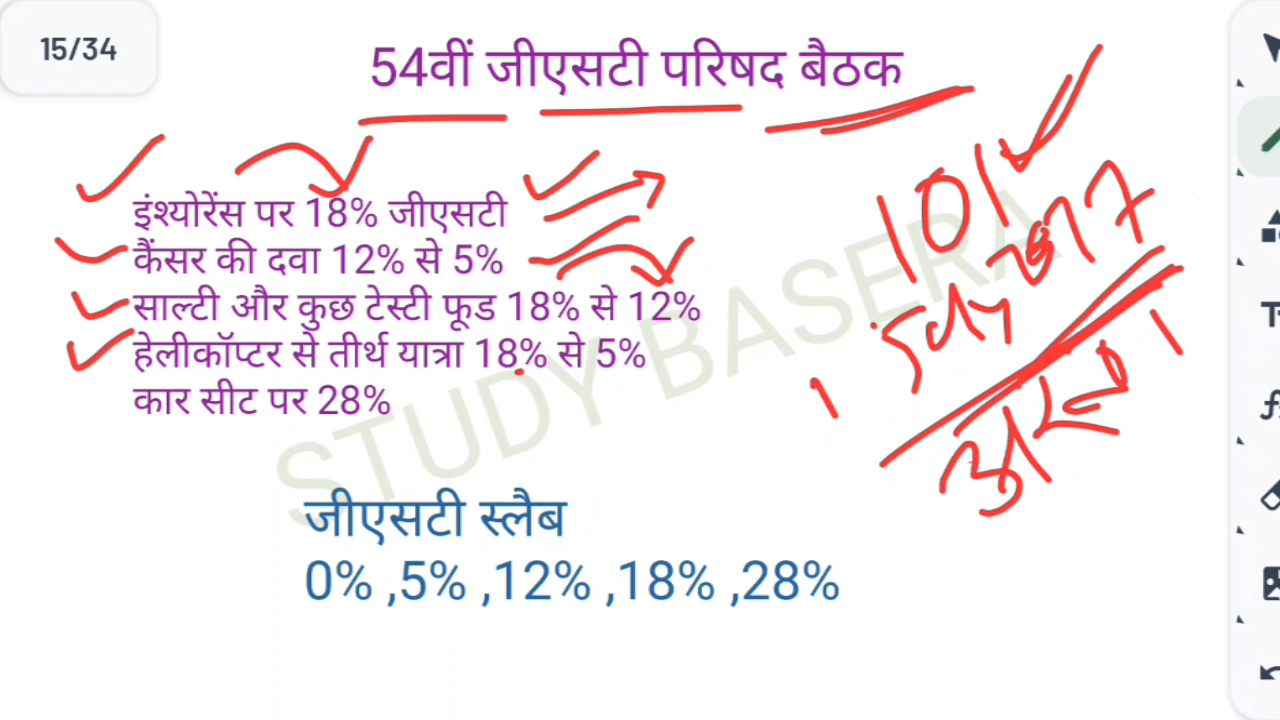 15/34
54वीं जीएसटी परिषद बैठक
इंश्योरेंस पर 18% जीएसटी
कैंसर की दवा 12% से 5%
साल्टी और कुछ टेस्टी फूड 18% से 12%
हेलीकॉप्टर से तीर्थ यात्रा 18% से 5%
कार सीट पर 28%
STUDY BASERA
101
जीएसटी स्लैब
0% ,5% ,12% ,18% ,28%